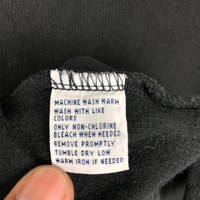 MACHINE WASH WARM
WASH WITH LIKE
COLORS
ONLY NON-CHLORINE
BLEACH WHEN NEEDED
REMOVE PROMPTLY
TUMBLE DRY LOW
WARM IRON IF NEEDED